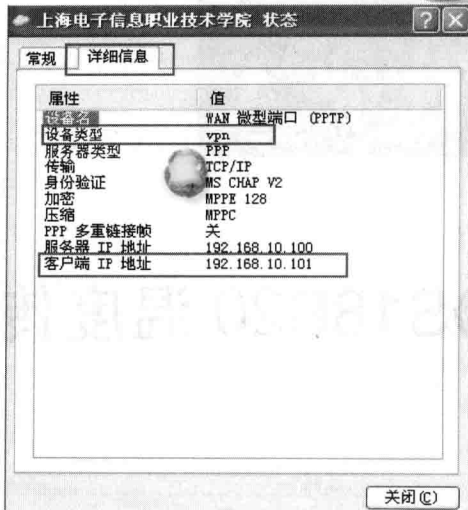 上海电子信息职业技术学院 状态
常规 详细信息
属性 值
设备名 WAN 微型端口 (PPTP)
设备类型 vpn
服务器类型 PPP
传输 TCP/IP
身份验证 MS CHAP V2
加密 MPPE 128
压缩 MPPC
PPP 多重链接帧 关
服务器 IP 地址 192.168.10.100
客户端 IP 地址 192.168.10.101
关闭(C)